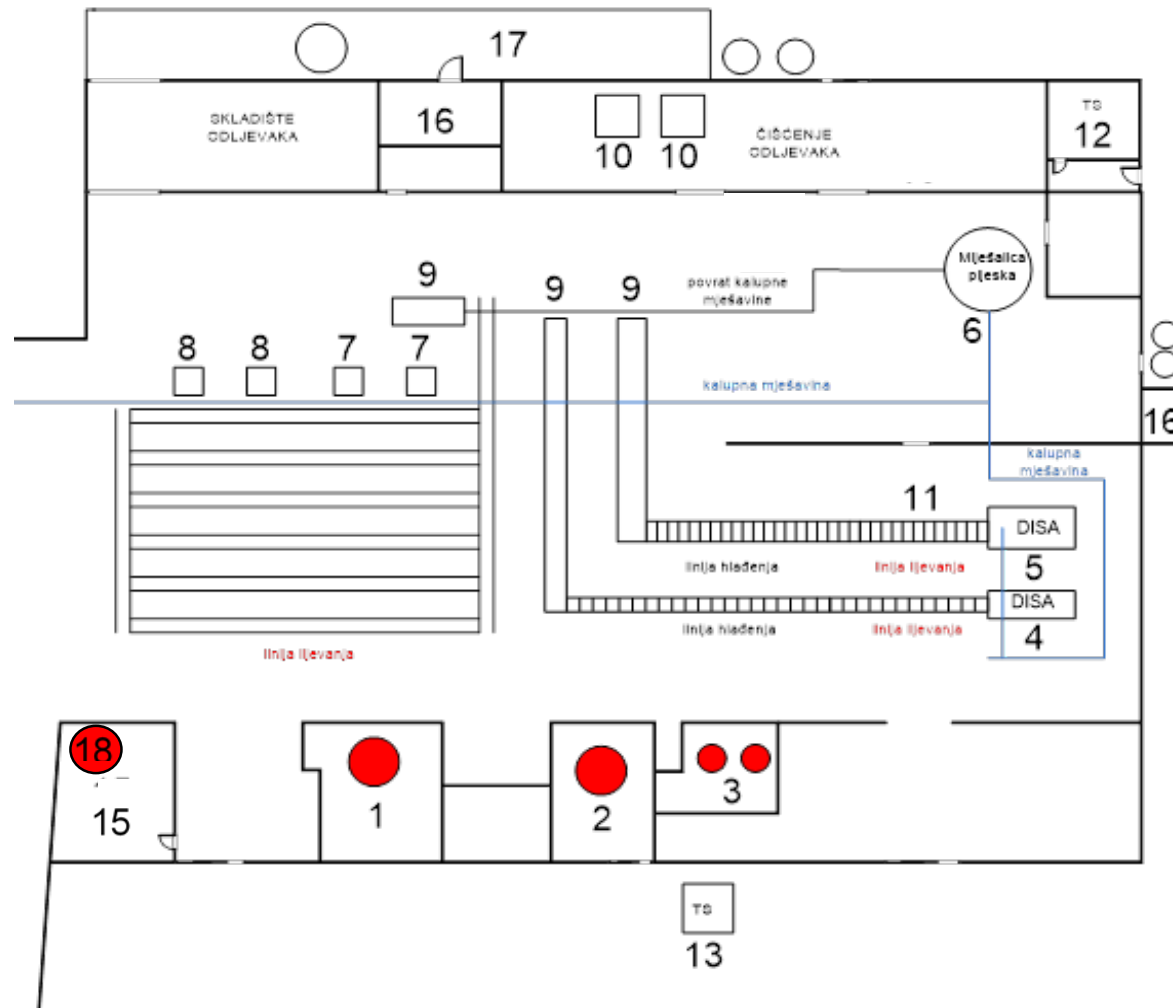 17
SKLADIŠTE
ODLJEVAKA
16
10
10
ČIŠĆENJE
ODLJEVAKA
TS
12
9
9
9
povrat kalupne
mješavine
Miješalica
pijeska
6
8
8
7
7
kalupna mješavina
16
kalupna
mješavina
11
DISA
5
linija hlađenja
linija lijevanja
DISA
4
linija hlađenja
linija lijevanja
linija lijevanja
18
15
1
2
3
TS
13